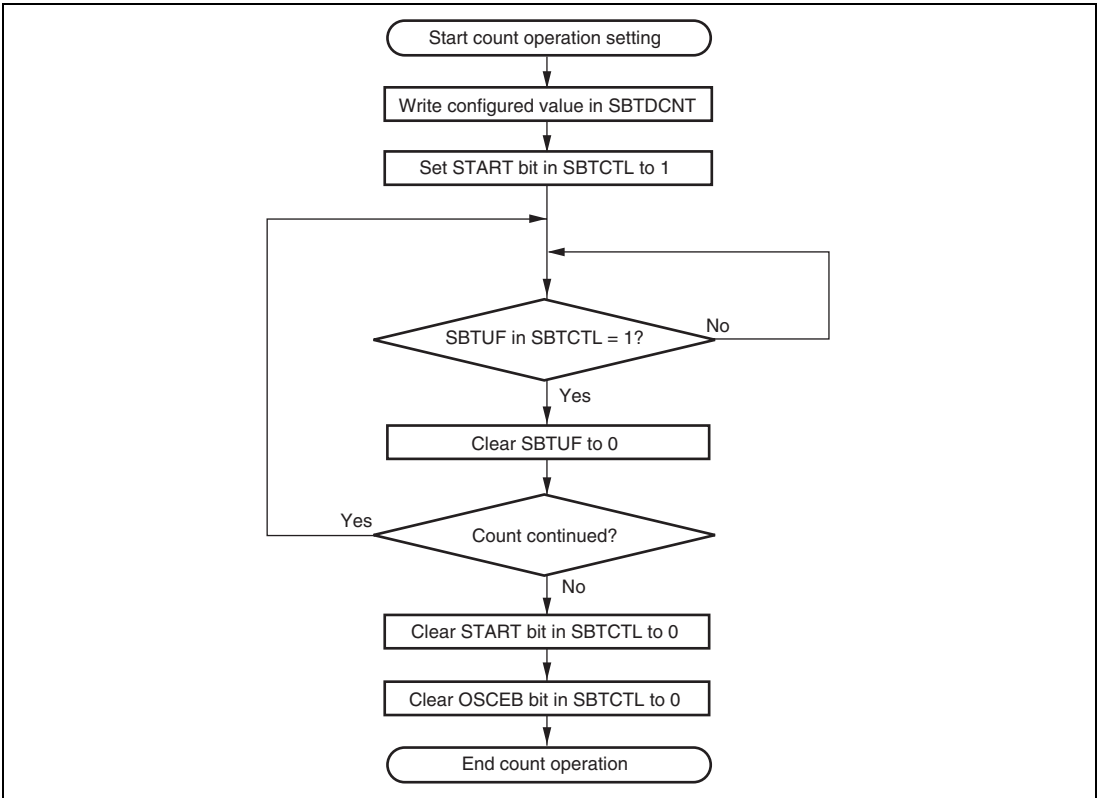 Start count operation setting
Write configured value in SBTDCNT
Set START bit in SBTCTL to 1
SBTUF in SBTCTL = 1?
No
Yes
Clear SBTUF to 0
Yes
Count continued?
No
Clear START bit in SBTCTL to 0
Clear OSCEB bit in SBTCTL to 0
End count operation